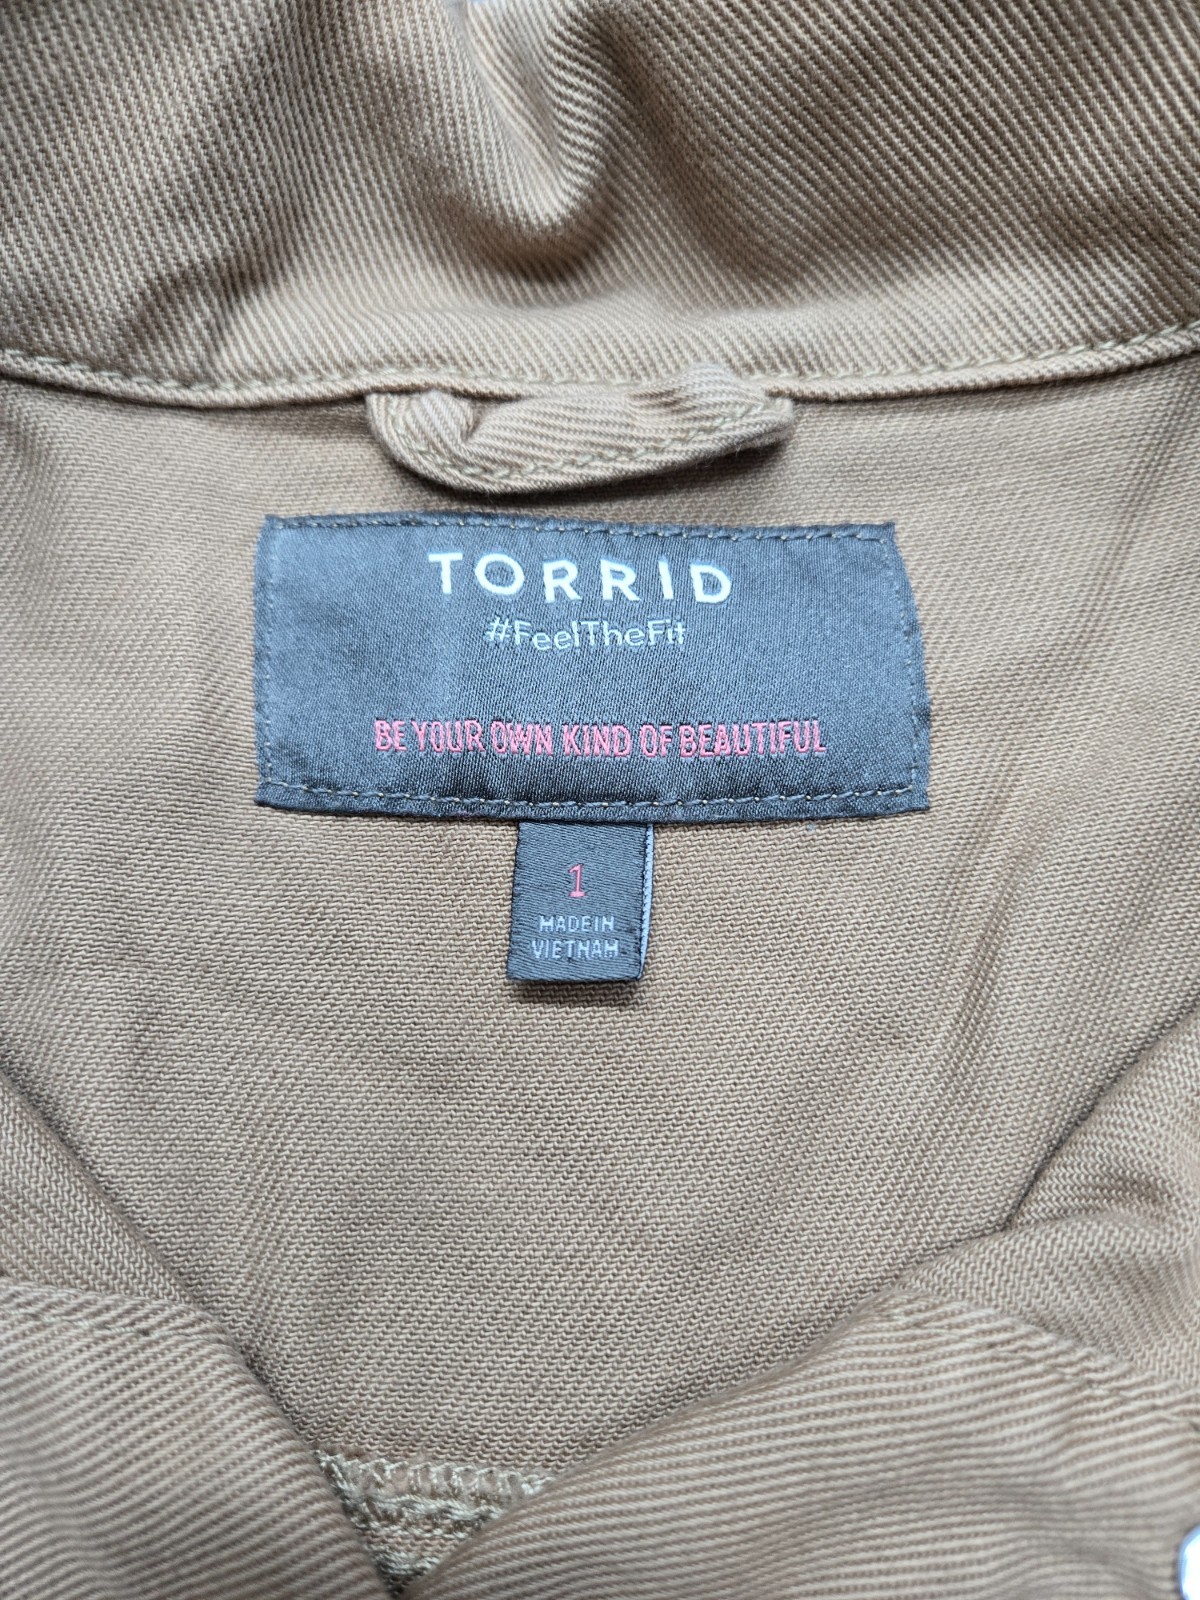 TORRID
#FeelTheFit
BE YOUR OWN KIND OF BEAUTIFUL
1
MADE IN
VIETNAM